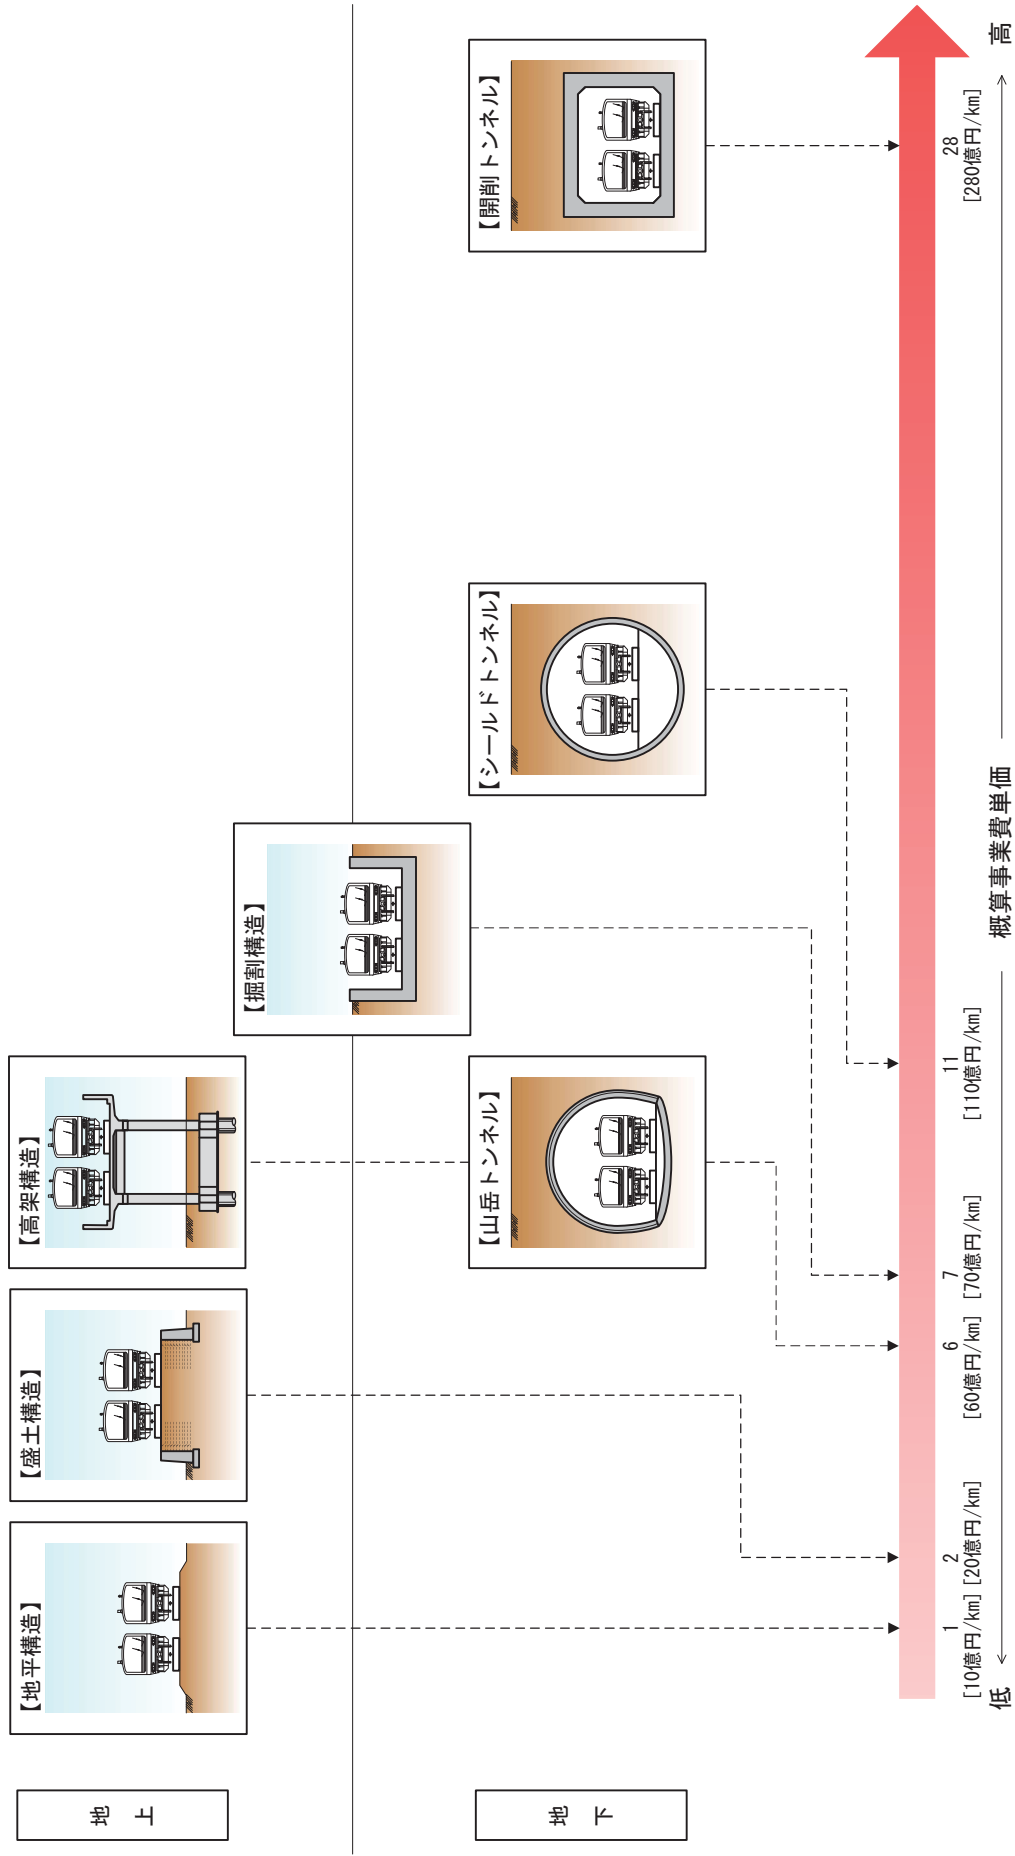 地上
【地平構造】
【盛土構造】
【高架構造】
【掘割構造】
地下
【山岳トンネル】
【シールドトンネル】
【開削トンネル】
1
[10億円/km]
2
[20億円/km]
6
[60億円/km]
7
[70億円/km]
11
[110億円/km]
28
[280億円/km]
低
概算事業費単価
高